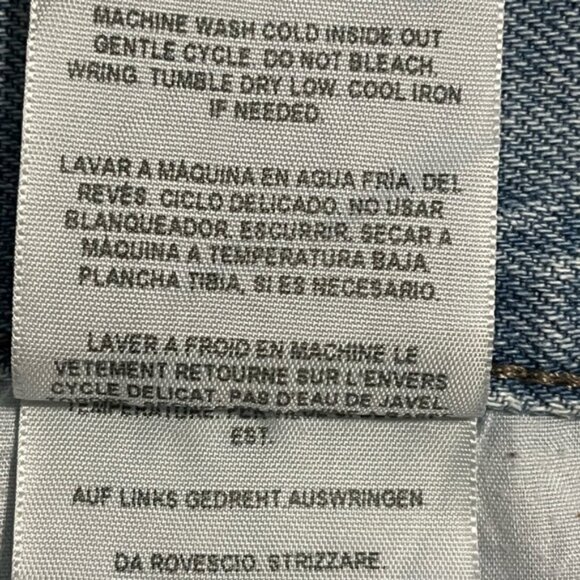 MACHINE WASH COLD INSIDE OUT
GENTLE CYCLE. DO NOT BLEACH.
WRING. TUMBLE DRY LOW. COOL IRON
IF NEEDED.
LAVAR A MÁQUINA EN AGUA FRÍA, DEL
REVÉS. CICLO DELICADO. NO USAR
BLANQUEADOR. ESCURRIR. SECAR A
MÁQUINA A TEMPERATURA BAJA.
PLANCHA TIBIA, SI ES NECESARIO.
LAVER A FROID EN MACHINE LE
VETEMENT RETOURNE SUR L'ENVERS
CYCLE DELICAT. PAS D'EAU DE JAVEL.
TEMPERATURE.
EST.
AUF LINKS GEDREHT.AUSWRINGEN
DA ROVESCIO. STRIZZARE.